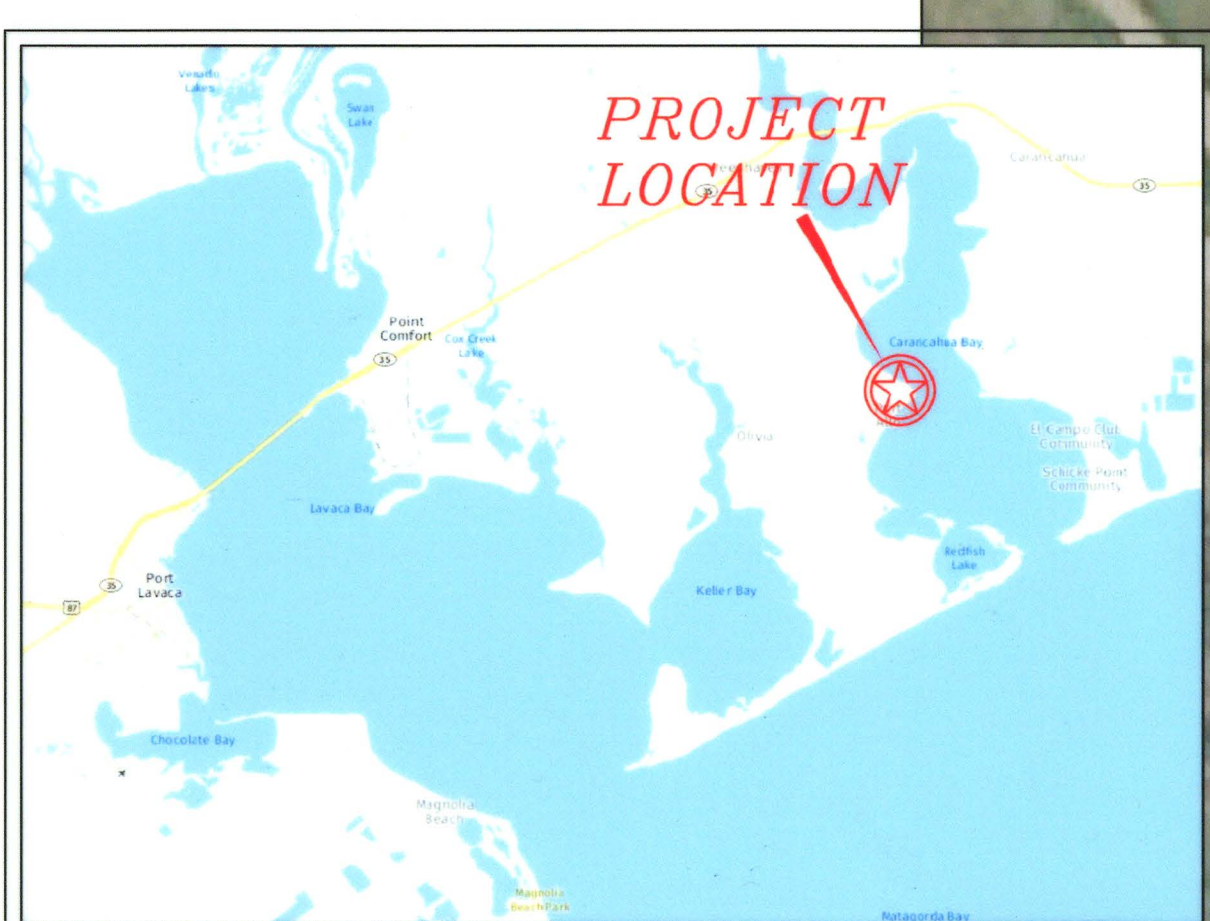 Venado
Lakes
Swan
Lake
PROJECT
LOCATION
35
Carancahua
35
Point
Comfort
35
Cox Creek
Lake
Carancahua Bay
Olivia
El Campo Club
Community
Schicke Point
Community
Lavaca Bay
Redfish
Lake
Port
Lavaca
35
87
Keller Bay
Chocolate Bay
Magnolia
Beach
Magnolia
Beach Park
Matagorda Bay